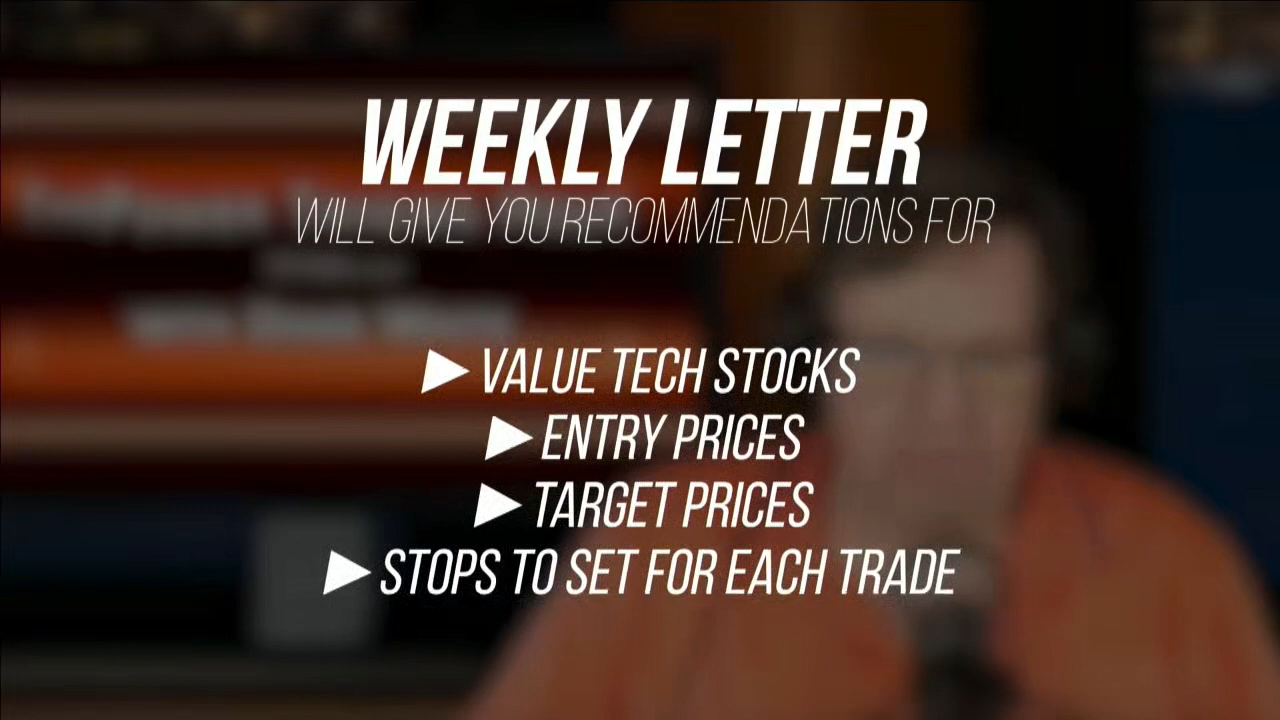 WEEKLY LETTER
WILL GIVE YOU RECOMMENDATIONS FOR
▶ VALUE TECH STOCKS
▶ ENTRY PRICES
▶ TARGET PRICES
▶ STOPS TO SET FOR EACH TRADE